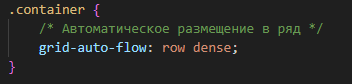 .container {
/* Автоматическое размещение в ряд */
grid-auto-flow: row dense;
}